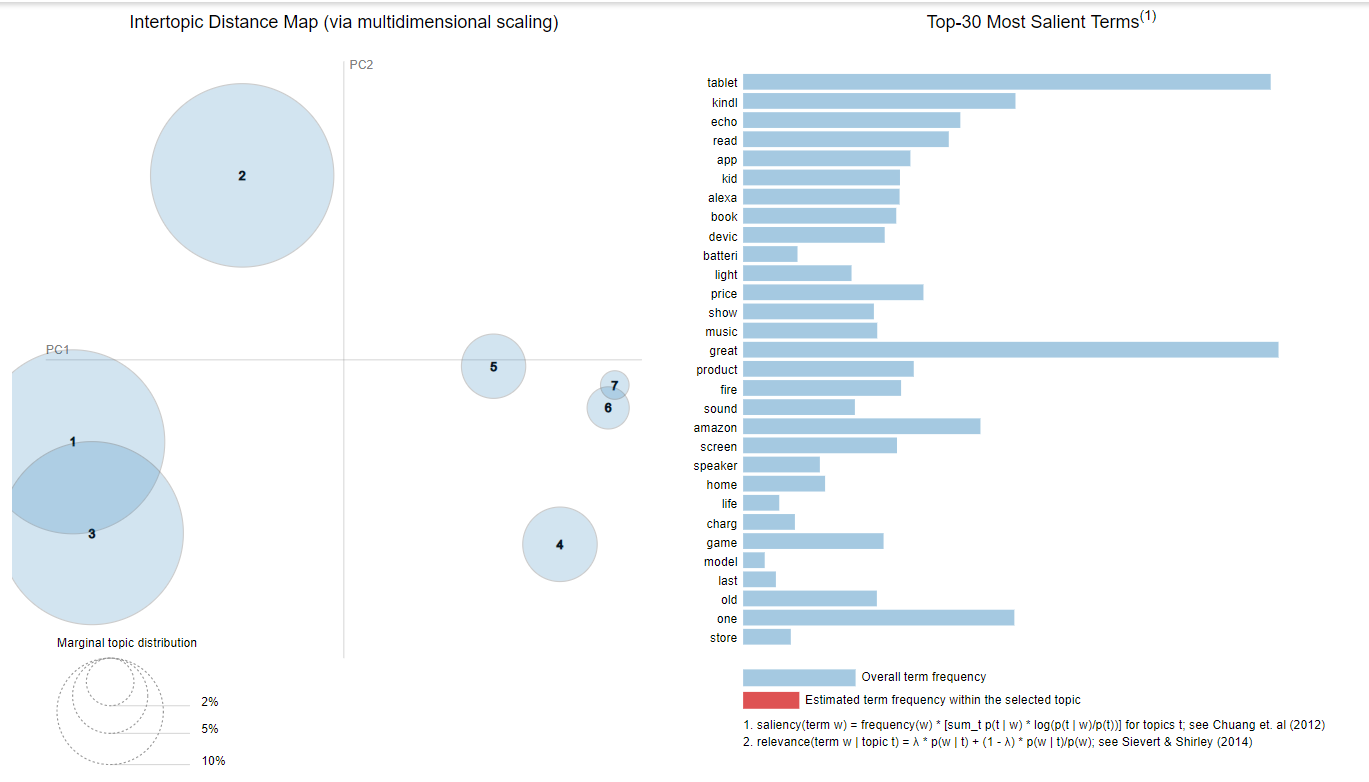 Intertopic Distance Map (via multidimensional scaling)
PC2
2
PC1
5
7
6
1
3
4
Marginal topic distribution
2%
5%
10%
Top-30 Most Salient Terms(1)
tablet
kindl
echo
read
app
kid
alexa
book
devic
batteri
light
price
show
music
great
product
fire
sound
amazon
screen
speaker
home
life
charg
game
model
last
old
one
store
Overall term frequency
Estimated term frequency within the selected topic
1. saliency(term w) = frequency(w) * [sum_t p(t | w) * log(p(t | w)/p(t))] for topics t; see Chuang et. al (2012)
2. relevance(term w | topic t) = λ * p(w | t) + (1 - λ) * p(w | t)/p(w); see Sievert & Shirley (2014)